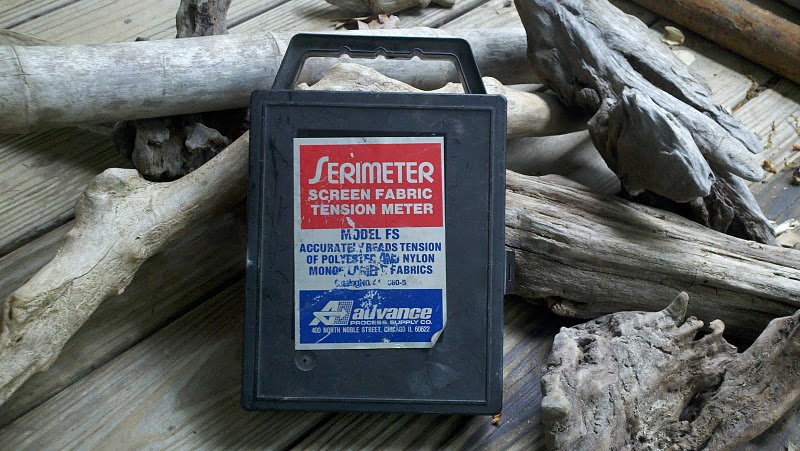 SERIMETER
SCREEN FABRIC
TENSION METER
MODEL FS
ACCURATELY READS TENSION
OF POLYESTER AND NYLON
FABRICS
advance
PROCESS SUPPLY CO.
400 NORTH NOBLE STREET, CHICAGO IL 60622